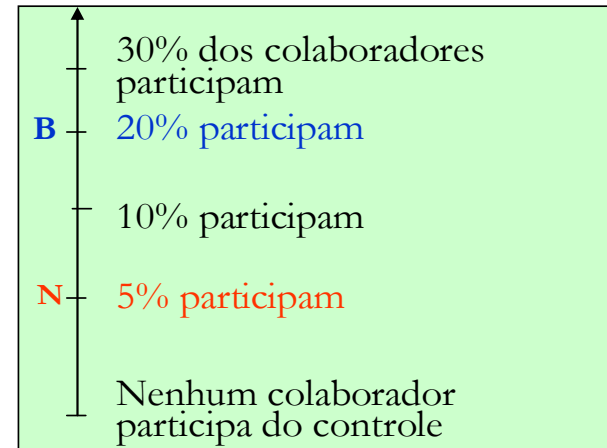 30% dos colaboradores
participam
B 20% participam
10% participam
N 5% participam
Nenhum colaborador
participa do controle